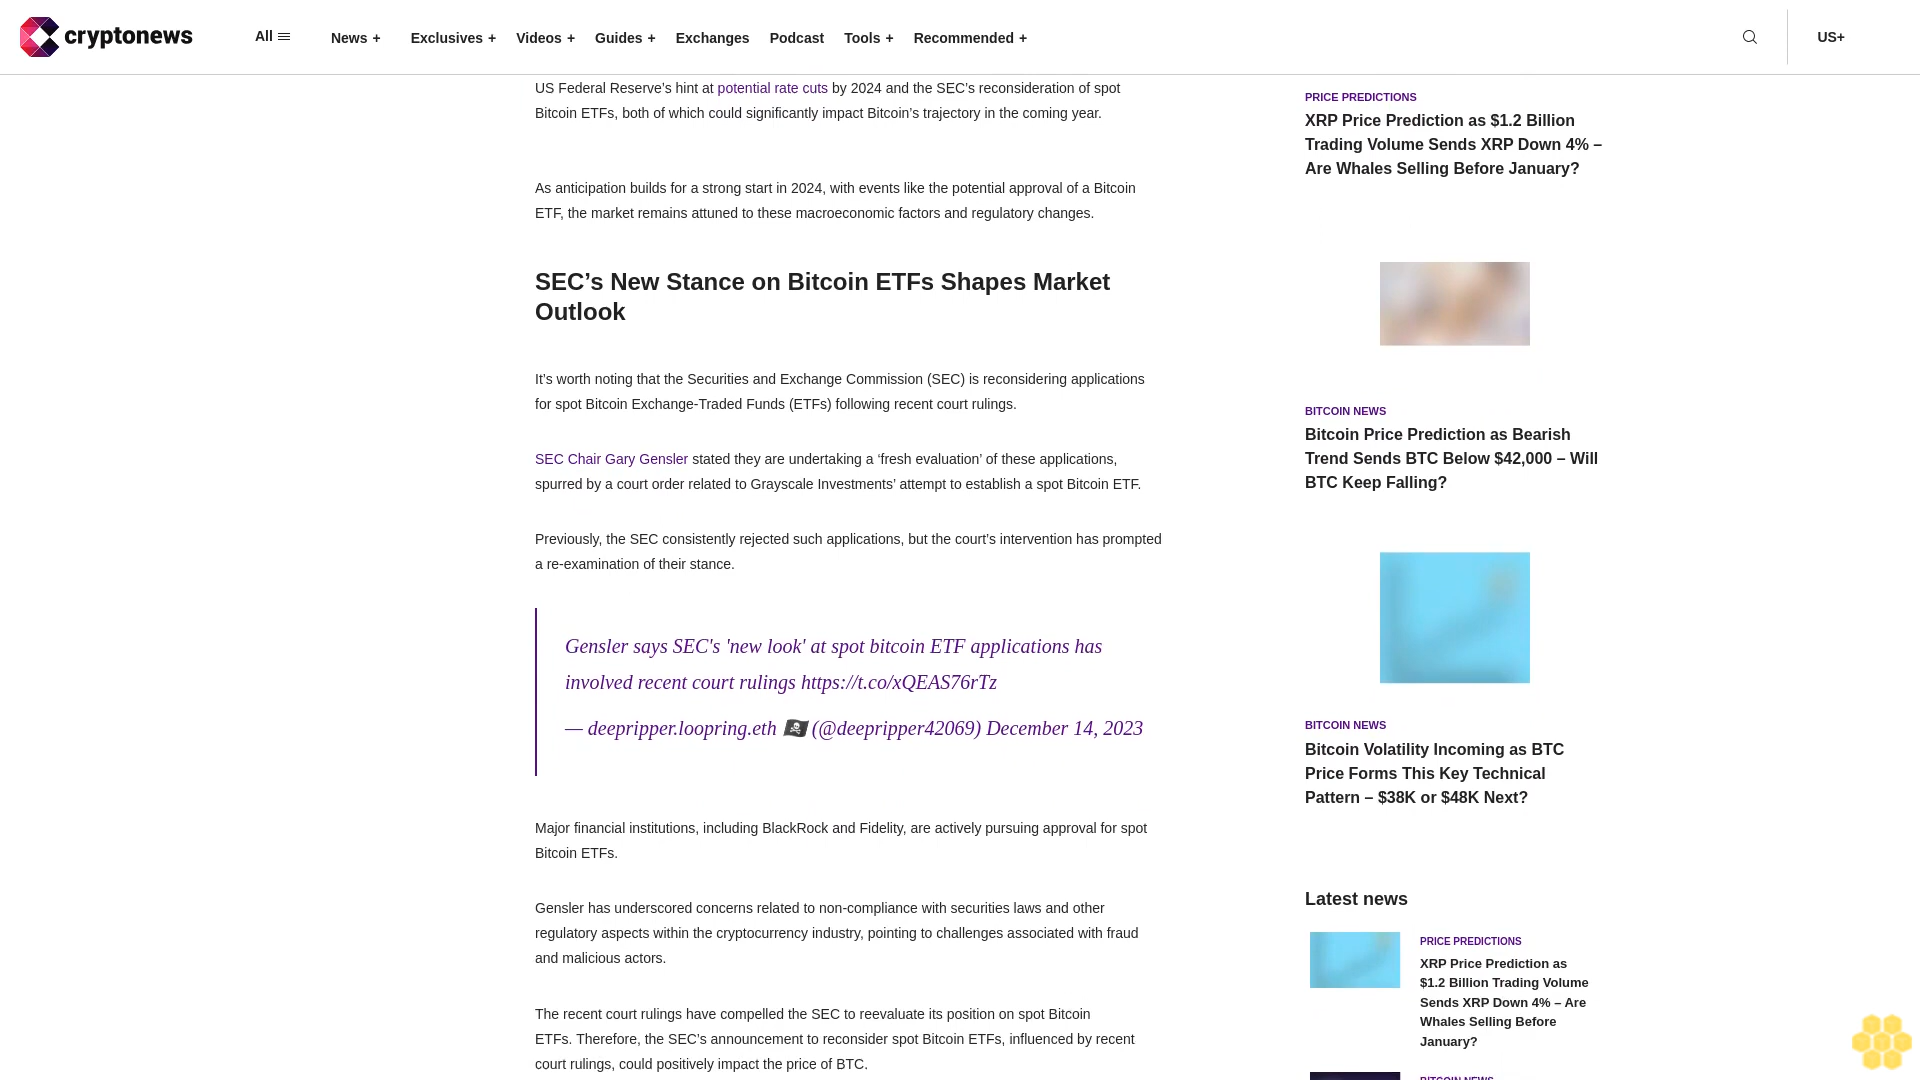 cryptonews
All
News +
Exclusives +
Videos +
Guides +
Exchanges
Podcast
Tools +
Recommended +
US+
US Federal Reserve’s hint at potential rate cuts by 2024 and the SEC’s reconsideration of spot
Bitcoin ETFs, both of which could significantly impact Bitcoin’s trajectory in the coming year.
As anticipation builds for a strong start in 2024, with events like the potential approval of a Bitcoin
ETF, the market remains attuned to these macroeconomic factors and regulatory changes.
SEC’s New Stance on Bitcoin ETFs Shapes Market
Outlook
It’s worth noting that the Securities and Exchange Commission (SEC) is reconsidering applications
for spot Bitcoin Exchange-Traded Funds (ETFs) following recent court rulings.
SEC Chair Gary Gensler stated they are undertaking a ‘fresh evaluation’ of these applications,
spurred by a court order related to Grayscale Investments’ attempt to establish a spot Bitcoin ETF.
Previously, the SEC consistently rejected such applications, but the court’s intervention has prompted
a re-examination of their stance.
Gensler says SEC's 'new look' at spot bitcoin ETF applications has
involved recent court rulings https://t.co/xQEAS76rTz
— deepripper.loopring.eth 🏴‍☠️ (@deepripper42069) December 14, 2023
Major financial institutions, including BlackRock and Fidelity, are actively pursuing approval for spot
Bitcoin ETFs.
Gensler has underscored concerns related to non-compliance with securities laws and other
regulatory aspects within the cryptocurrency industry, pointing to challenges associated with fraud
and malicious actors.
The recent court rulings have compelled the SEC to reevaluate its position on spot Bitcoin
ETFs. Therefore, the SEC’s announcement to reconsider spot Bitcoin ETFs, influenced by recent
court rulings, could positively impact the price of BTC.
PRICE PREDICTIONS
XRP Price Prediction as $1.2 Billion
Trading Volume Sends XRP Down 4% –
Are Whales Selling Before January?
BITCOIN NEWS
Bitcoin Price Prediction as Bearish
Trend Sends BTC Below $42,000 – Will
BTC Keep Falling?
BITCOIN NEWS
Bitcoin Volatility Incoming as BTC
Price Forms This Key Technical
Pattern – $38K or $48K Next?
Latest news
PRICE PREDICTIONS
XRP Price Prediction as
$1.2 Billion Trading Volume
Sends XRP Down 4% – Are
Whales Selling Before
January?
BITCOIN NEWS